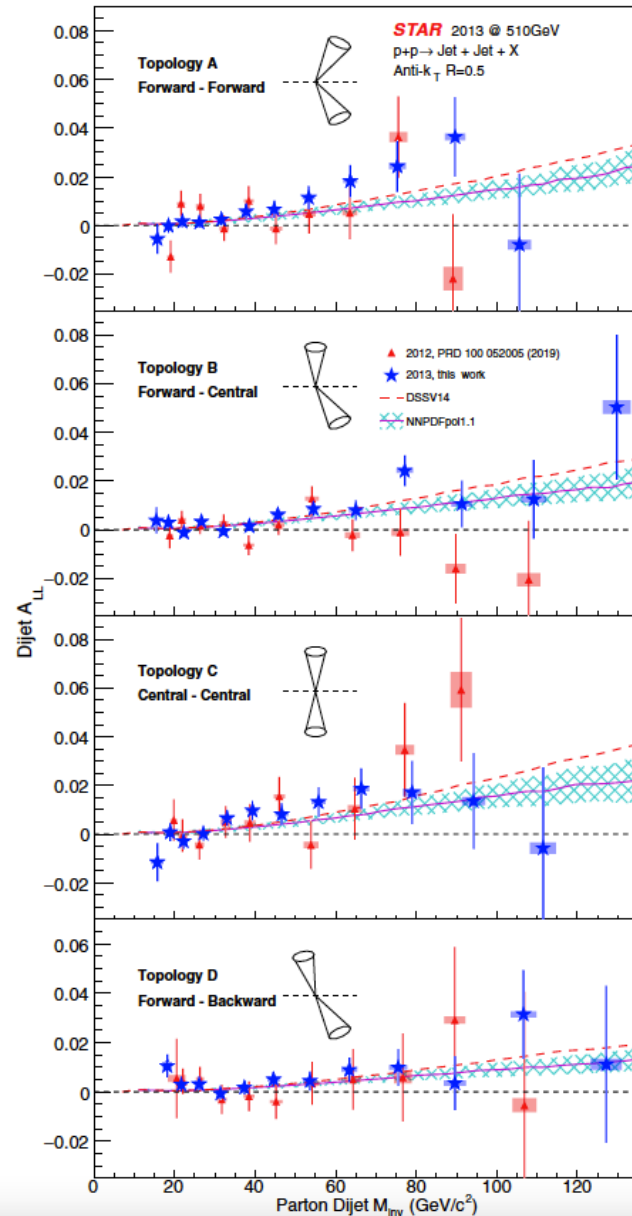 STAR 2013 @ 510GeV
p+p→ Jet + Jet + X
Anti-k_T R=0.5
Topology A
Forward - Forward
0.08
0.06
0.04
0.02
0
−0.02
Topology B
Forward - Central
2012, PRD 100 052005 (2019)
2013, this work
DSSV14
NNPDFpol1.1
0.08
0.06
0.04
0.02
0
−0.02
Dijet A_LL
Topology C
Central - Central
0.08
0.06
0.04
0.02
0
−0.02
Topology D
Forward - Backward
0.06
0.04
0.02
0
−0.02
0 20 40 60 80 100 120
Parton Dijet M_inv (GeV/c²)